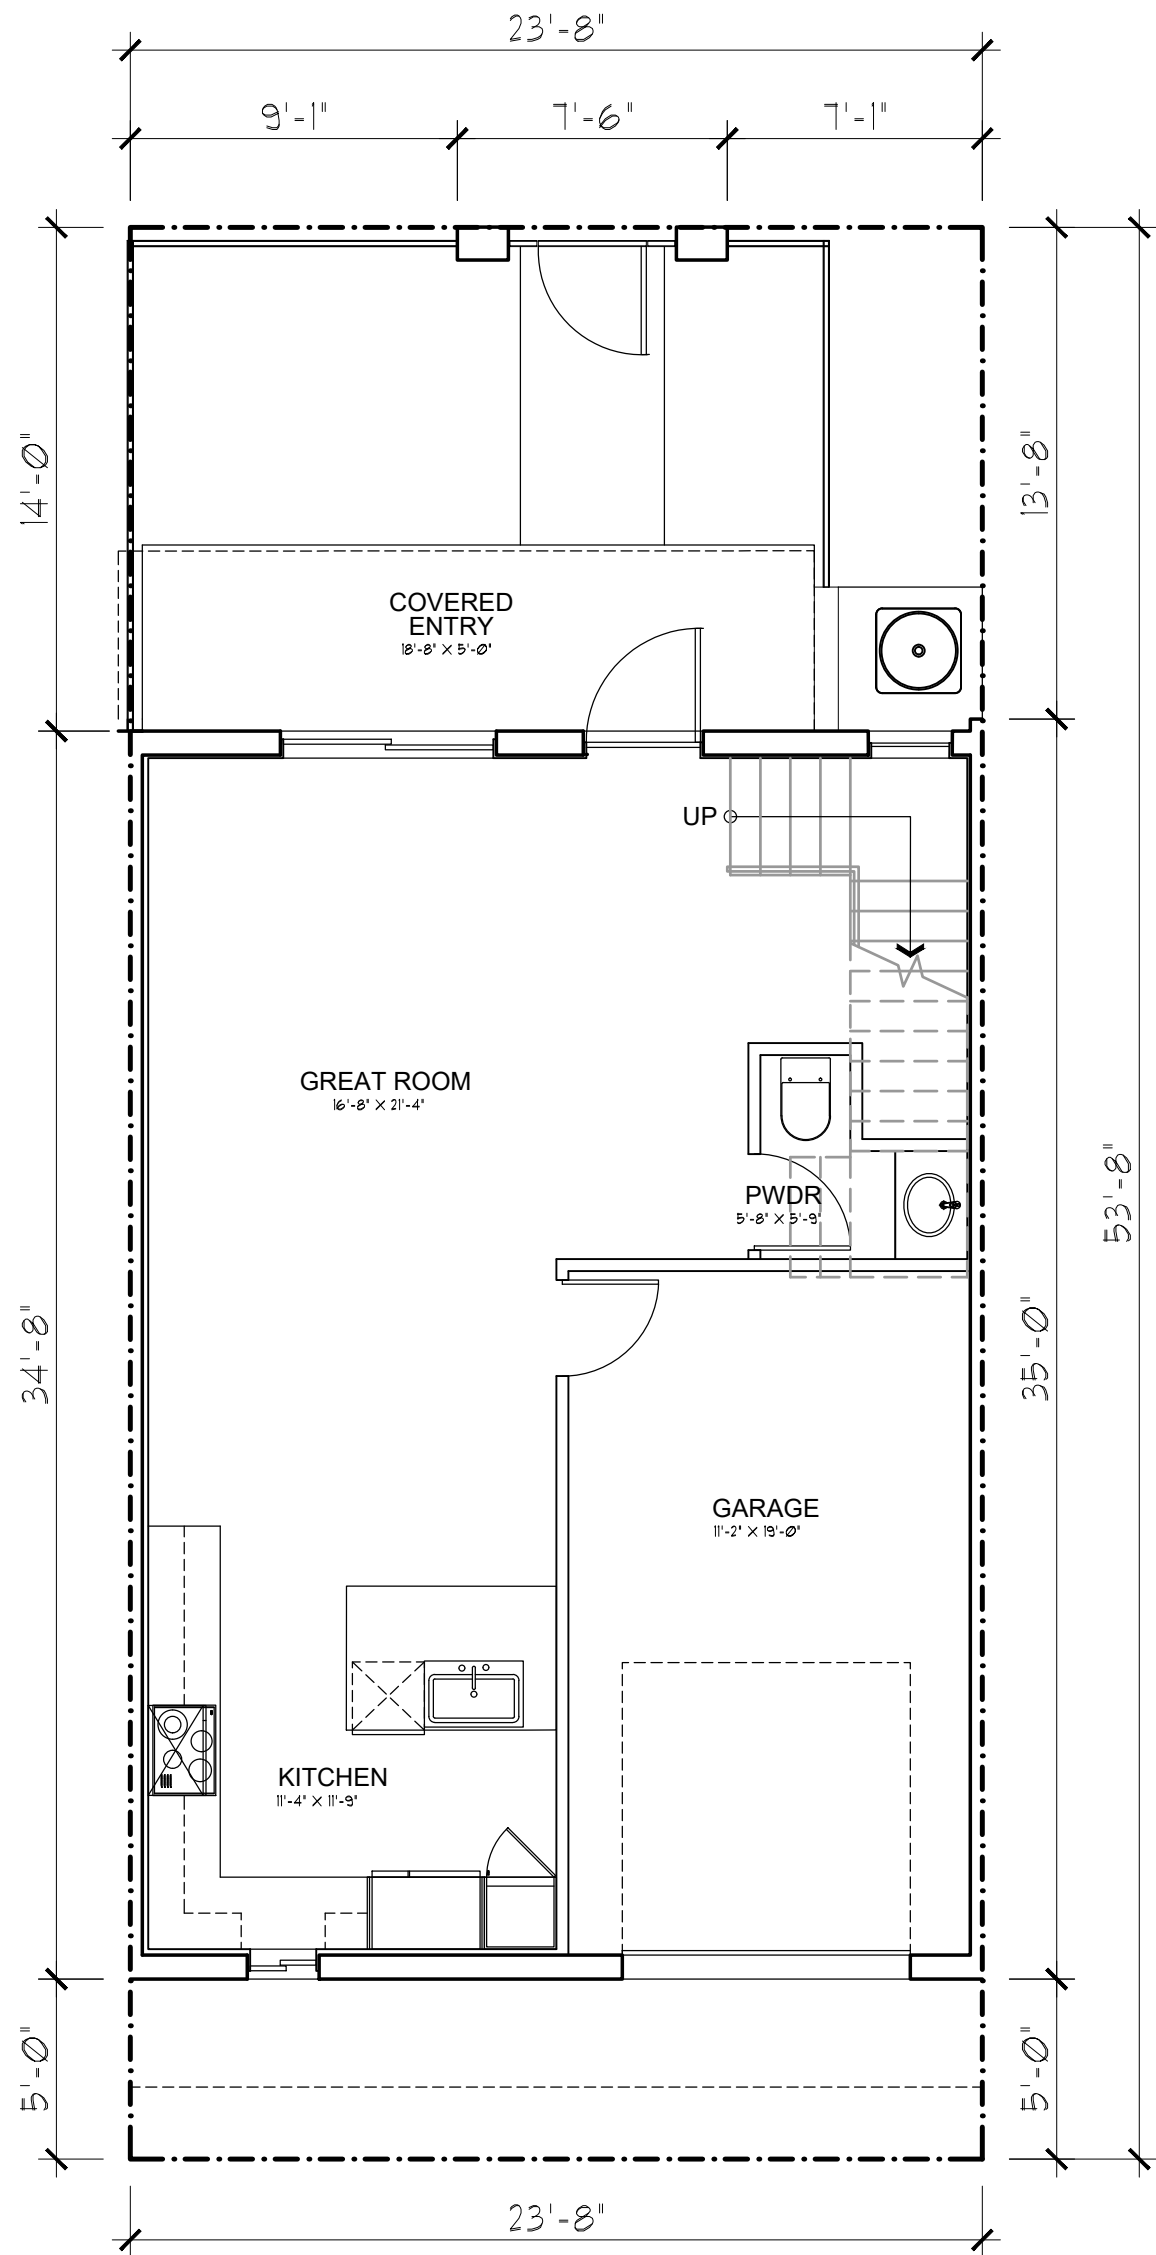 23'-8"
9'-1"
7'-6"
7'-1"
14'-0"
13'-8"
COVERED
ENTRY
18'-8" X 5'-0"
UP
GREAT ROOM
16'-8" X 21'-4"
53'-8"
PWDR
5'-8" X 5'-9"
34'-8"
35'-0"
GARAGE
11'-2" X 19'-0"
KITCHEN
11'-4" X 11'-9"
5'-0"
5'-0"
23'-8"